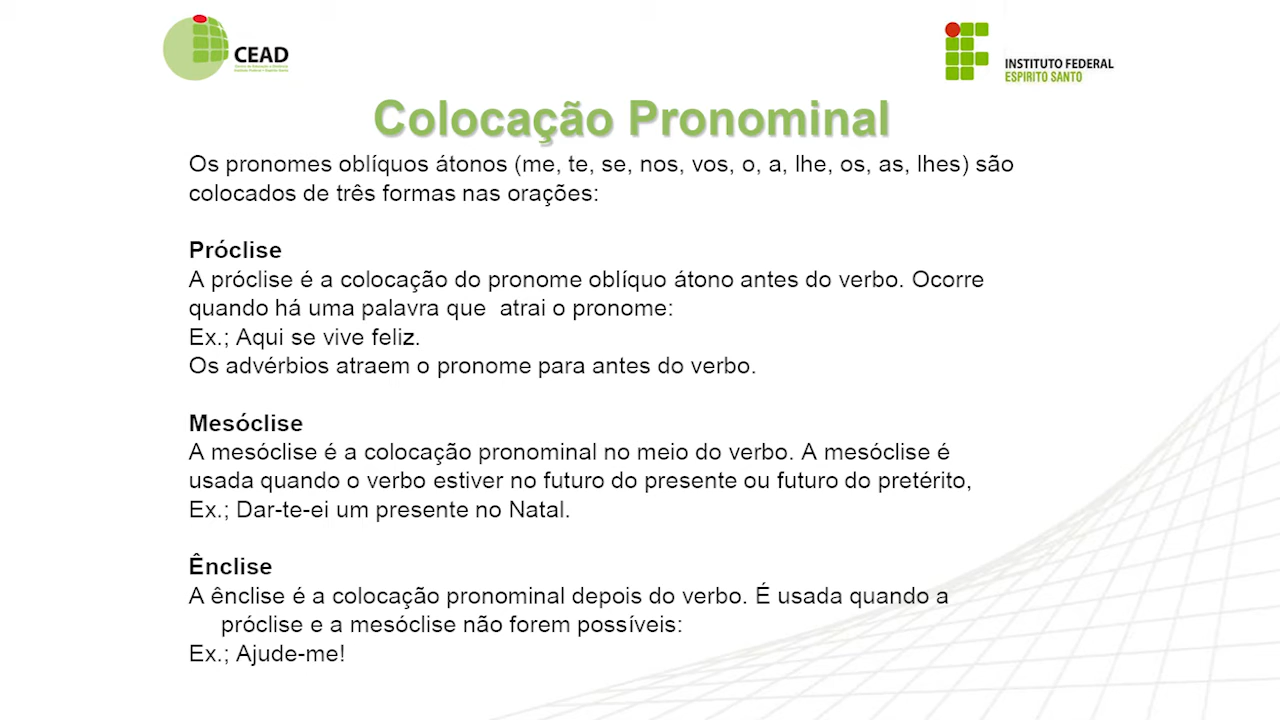 CEAD
INSTITUTO FEDERAL
ESPÍRITO SANTO
Colocação Pronominal
Os pronomes oblíquos átonos (me, te, se, nos, vos, o, a, lhe, os, as, lhes) são
colocados de três formas nas orações:
Próclise
A próclise é a colocação do pronome oblíquo átono antes do verbo. Ocorre
quando há uma palavra que  atrai o pronome:
Ex.; Aqui se vive feliz.
Os advérbios atraem o pronome para antes do verbo.
Mesóclise
A mesóclise é a colocação pronominal no meio do verbo. A mesóclise é
usada quando o verbo estiver no futuro do presente ou futuro do pretérito,
Ex.; Dar-te-ei um presente no Natal.
Ênclise
A ênclise é a colocação pronominal depois do verbo. É usada quando a
próclise e a mesóclise não forem possíveis:
Ex.; Ajude-me!